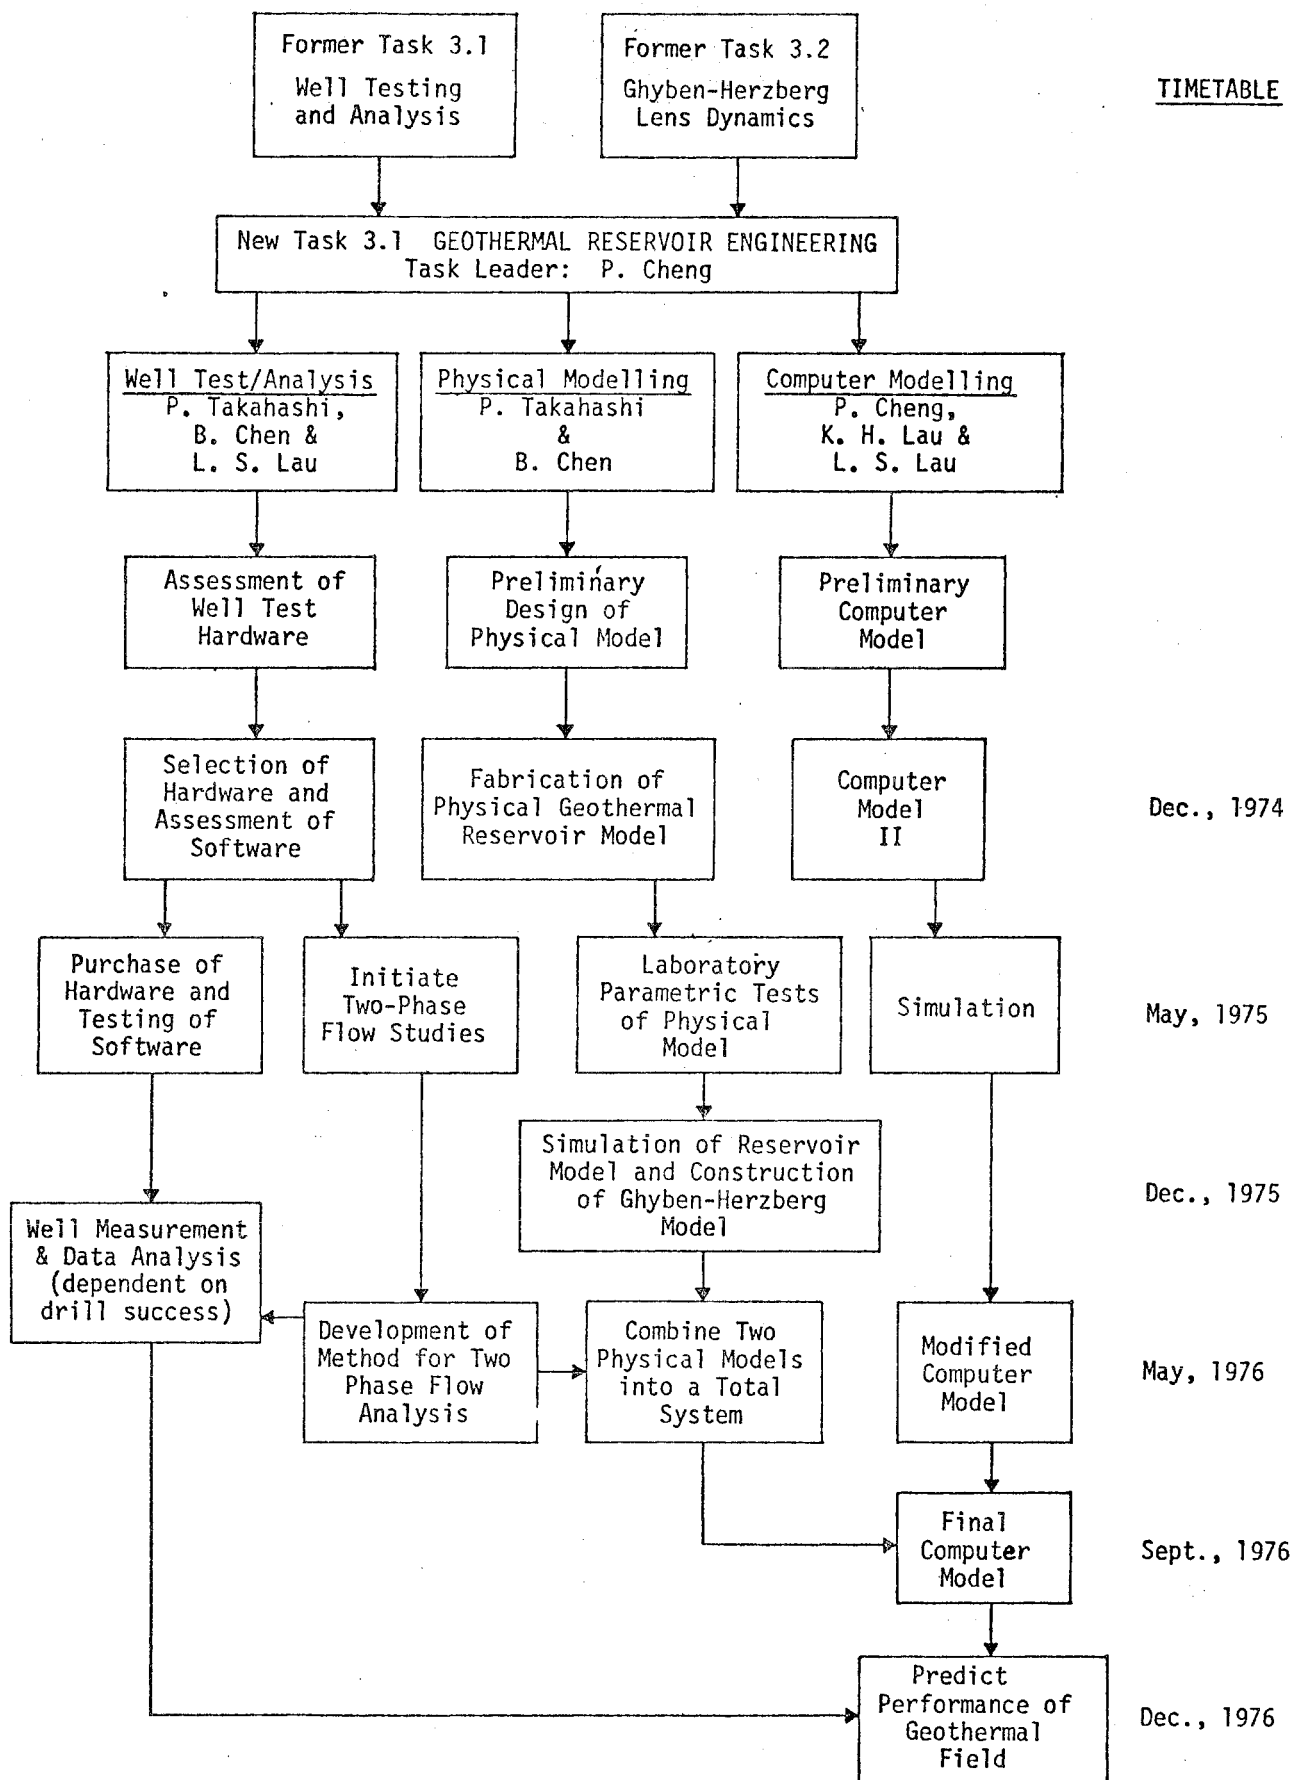 Former Task 3.1
Well Testing
and Analysis
Former Task 3.2
Ghyben-Herzberg
Lens Dynamics
TIMETABLE
New Task 3.1 GEOTHERMAL RESERVOIR ENGINEERING
Task Leader: P. Cheng
Well Test/Analysis
P. Takahashi,
B. Chen &
L. S. Lau
Physical Modelling
P. Takahashi
&
B. Chen
Computer Modelling
P. Cheng,
K. H. Lau &
L. S. Lau
Assessment of
Well Test
Hardware
Preliminary
Design of
Physical Model
Preliminary
Computer
Model
Selection of
Hardware and
Assessment of
Software
Fabrication of
Physical Geothermal
Reservoir Model
Computer
Model
II
Dec., 1974
Purchase of
Hardware and
Testing of
Software
Initiate
Two-Phase
Flow Studies
Laboratory
Parametric Tests
of Physical
Model
Simulation
May, 1975
Simulation of Reservoir
Model and Construction
of Ghyben-Herzberg
Model
Dec., 1975
Well Measurement
& Data Analysis
(dependent on
drill success)
Development of
Method for Two
Phase Flow
Analysis
Combine Two
Physical Models
into a Total
System
Modified
Computer
Model
May, 1976
Final
Computer
Model
Sept., 1976
Predict
Performance of
Geothermal
Field
Dec., 1976